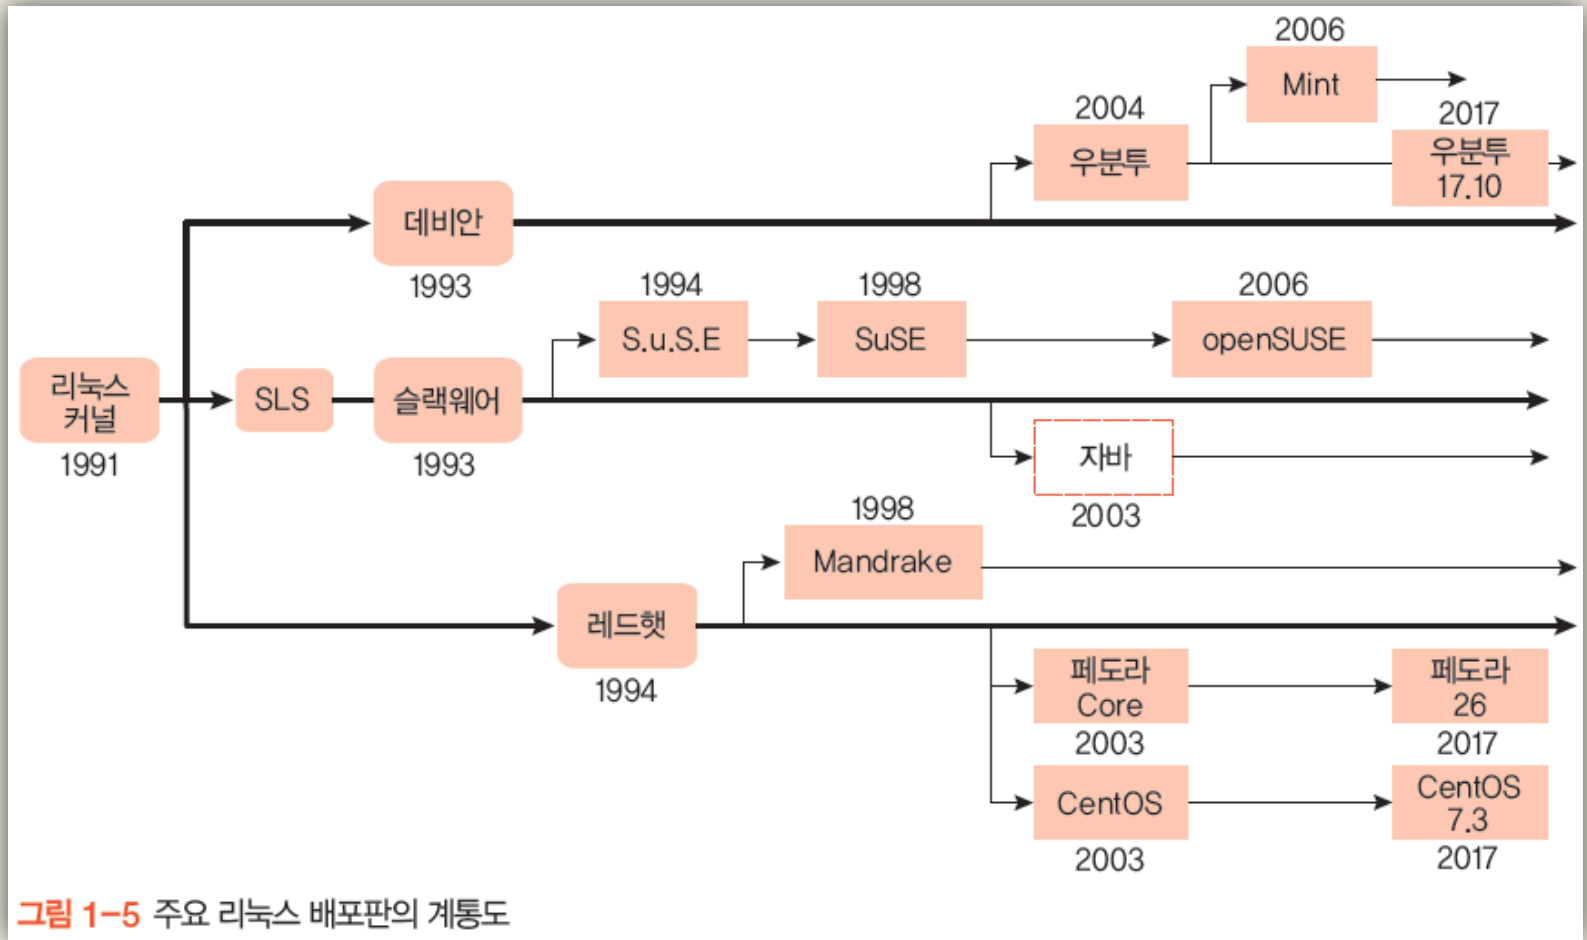 2006
Mint
2004
우분투
2017
우분투
17.10
데비안
1993
1994
S.u.S.E
1998
SuSE
2006
openSUSE
리눅스
커널
1991
SLS
슬랙웨어
1993
자바
2003
1998
Mandrake
레드햇
1994
페도라
Core
2003
페도라
26
2017
CentOS
2003
CentOS
7.3
2017
그림 1-5 주요 리눅스 배포판의 계통도